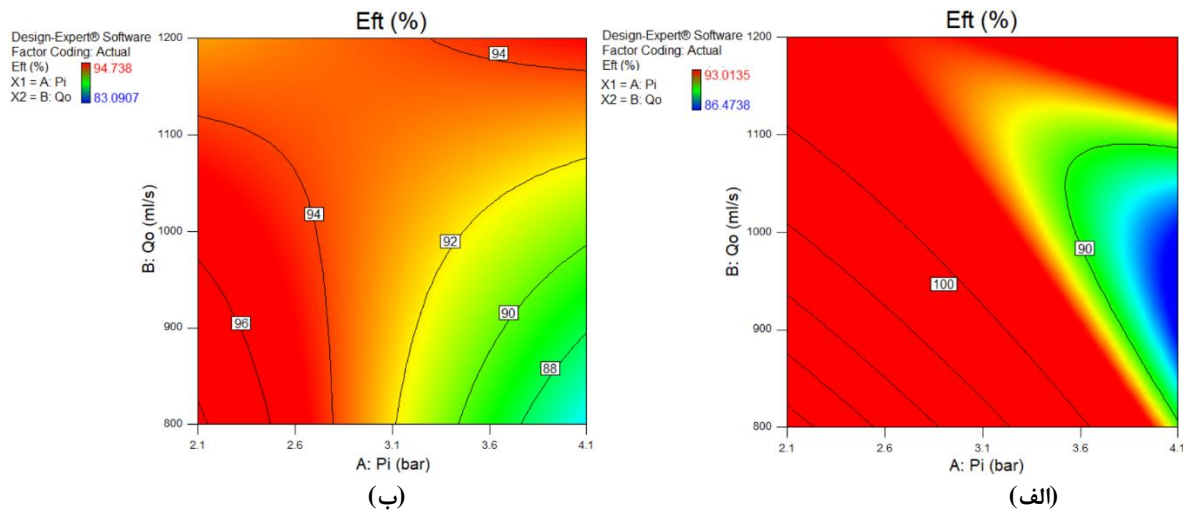 Eft (%)
Design-Expert® Software
Factor Coding: Actual
Eft (%)
94.738
83.0907
X1 = A: Pi
X2 = B: Qo
B: Qo (ml/s)
1200
1100
1000
900
800
94
94
92
96
90
88
2.1
2.6
3.1
3.6
4.1
A: Pi (bar)
(ب)
Eft (%)
Design-Expert® Software
Factor Coding: Actual
Eft (%)
93.0135
86.4738
X1 = A: Pi
X2 = B: Qo
B: Qo (ml/s)
1200
1100
1000
900
800
90
100
2.1
2.6
3.1
3.6
4.1
A: Pi (bar)
(الف)